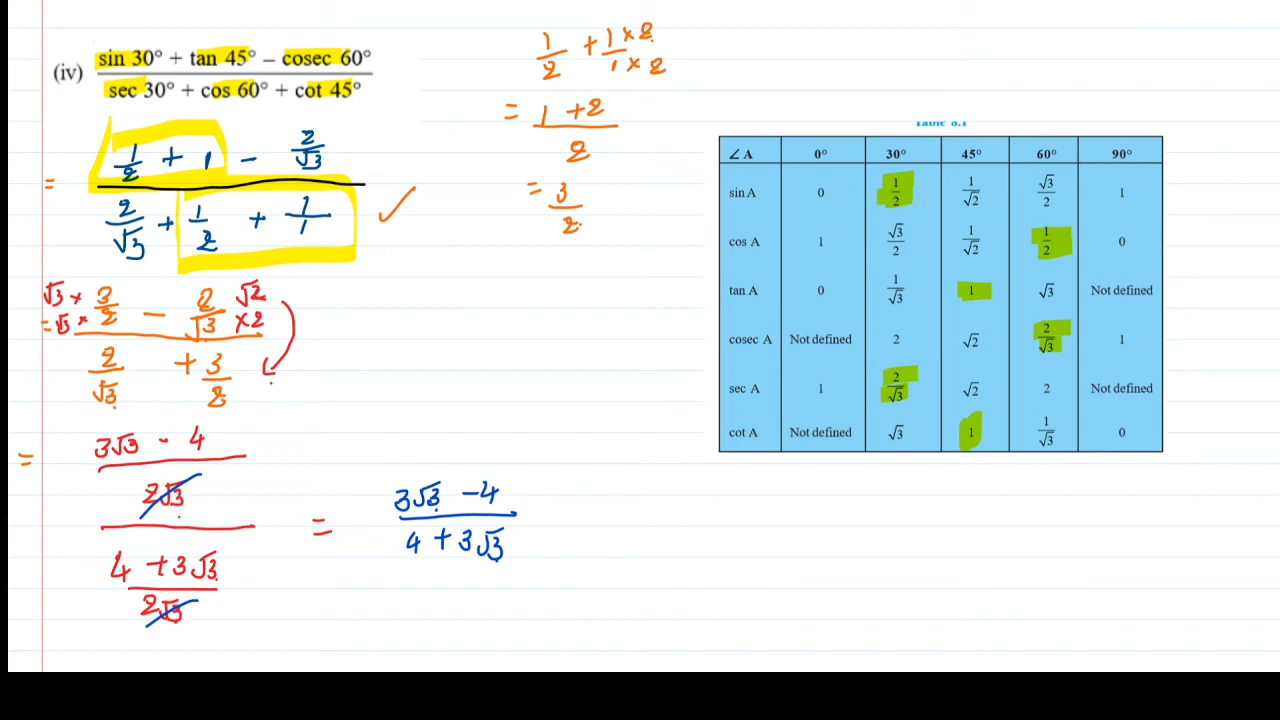 (iv) sin 30° + tan 45° – cosec 60°
sec 30° + cos 60° + cot 45°
= 1/2 + 1 - 2/√3
2/√3 + 1/2 + 1/1
√3 × 3/2 - 2/√3 √2
= √3 × ×2
2/√3 + 3/2
= 3√3 - 4
2√3
4 + 3√3
2√3
= 3√3 - 4
4 + 3√3
1/2 + 1 × 2
1 × 2
= 1 + 2
2
= 3
2
Table 8.1
∠ A 0° 30° 45° 60° 90°
sin A 0 1/2 1/√2 √3/2 1
cos A 1 √3/2 1/√2 1/2 0
tan A 0 1/√3 1 √3 Not defined
cosec A Not defined 2 √2 2/√3 1
sec A 1 2/√3 √2 2 Not defined
cot A Not defined √3 1 1/√3 0